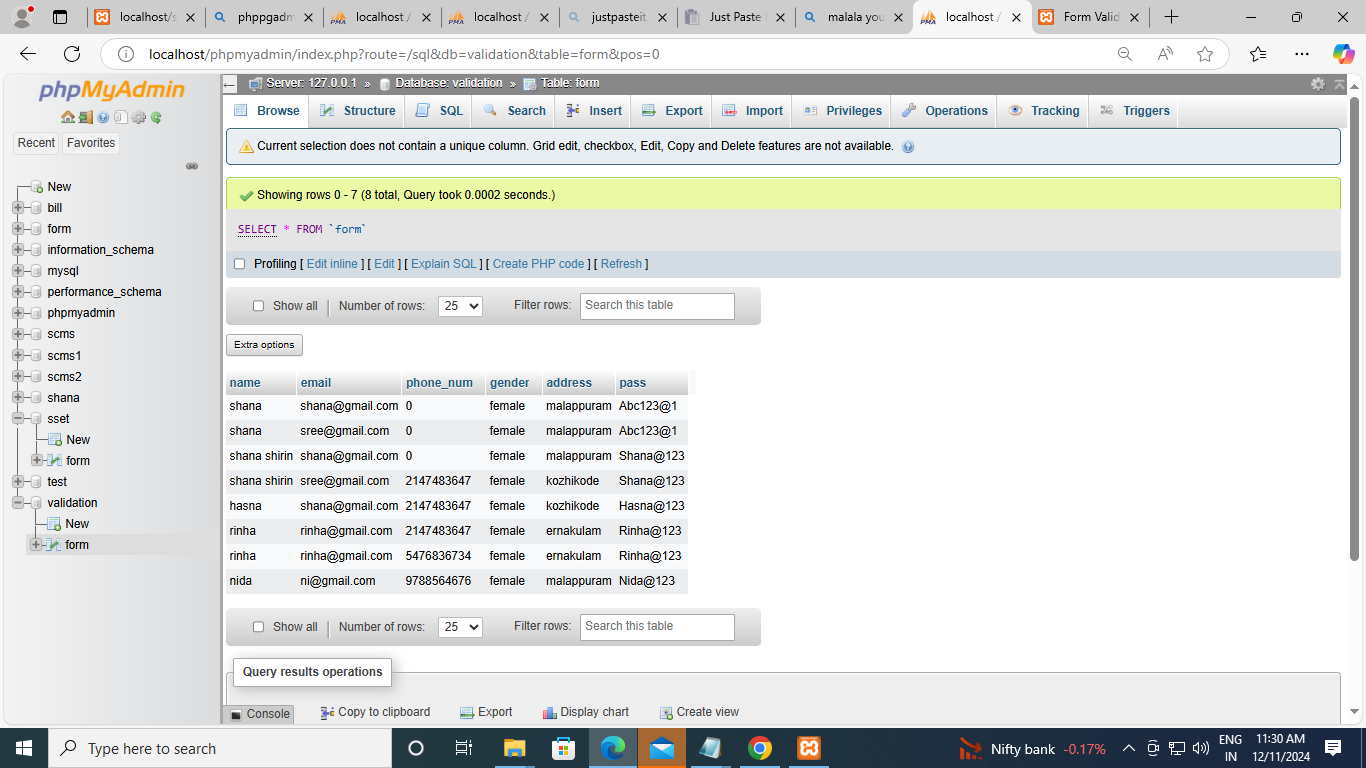 localhost/s
phppgadm
localhost /
localhost /
justpasteit
Just Paste
malala you
localhost /
Form Valid
localhost/phpmyadmin/index.php?route=/sql&db=validation&table=form&pos=0
phpMyAdmin
Recent Favorites
New
bill
form
information_schema
mysql
performance_schema
phpmyadmin
scms
scms1
scms2
shana
sset
New
form
test
validation
New
form
Server: 127.0.0.1 » Database: validation » Table: form
Browse Structure SQL Search Insert Export Import Privileges Operations Tracking Triggers
Current selection does not contain a unique column. Grid edit, checkbox, Edit, Copy and Delete features are not available.
Showing rows 0 - 7 (8 total, Query took 0.0002 seconds.)
SELECT * FROM `form`
Profiling [ Edit inline ] [ Edit ] [ Explain SQL ] [ Create PHP code ] [ Refresh ]
Show all | Number of rows: 25 Filter rows: Search this table
Extra options
name email phone_num gender address pass
shana shana@gmail.com 0 female malappuram Abc123@1
shana sree@gmail.com 0 female malappuram Abc123@1
shana shirin shana@gmail.com 0 female malappuram Shana@123
shana shirin sree@gmail.com 2147483647 female kozhikode Shana@123
hasna shana@gmail.com 2147483647 female kozhikode Hasna@123
rinha rinha@gmail.com 2147483647 female ernakulam Rinha@123
rinha rinha@gmail.com 5476836734 female ernakulam Rinha@123
nida ni@gmail.com 9788564676 female malappuram Nida@123
Show all | Number of rows: 25 Filter rows: Search this table
Query results operations
Console Copy to clipboard Export Display chart Create view
Type here to search
Nifty bank -0.17%
ENG
IN
11:30 AM
12/11/2024